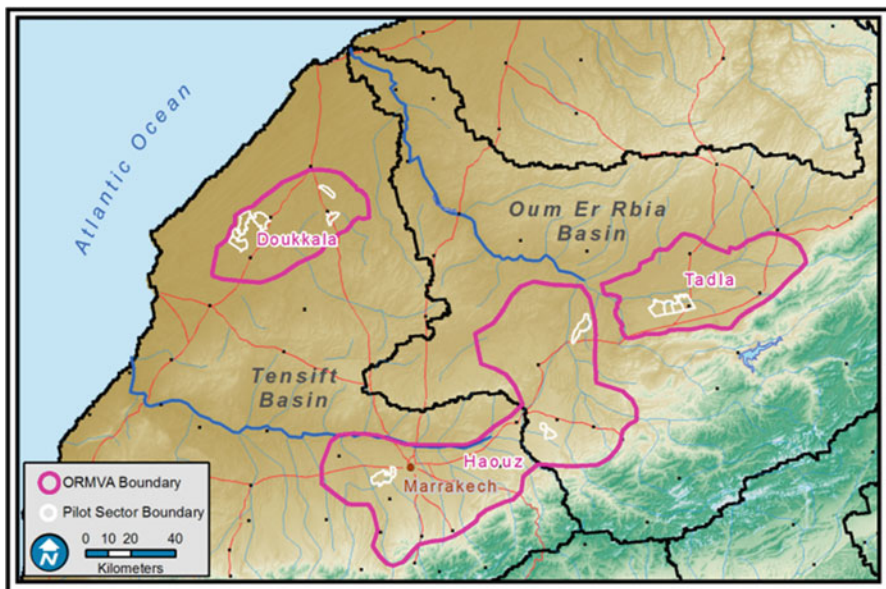 Atlantic Ocean
Doukkala
Oum Er Rbia
Basin
Tadla
Tensift
Basin
Haouz
Marrakech
ORMVA Boundary
Pilot Sector Boundary
N
0 10 20 40
Kilometers